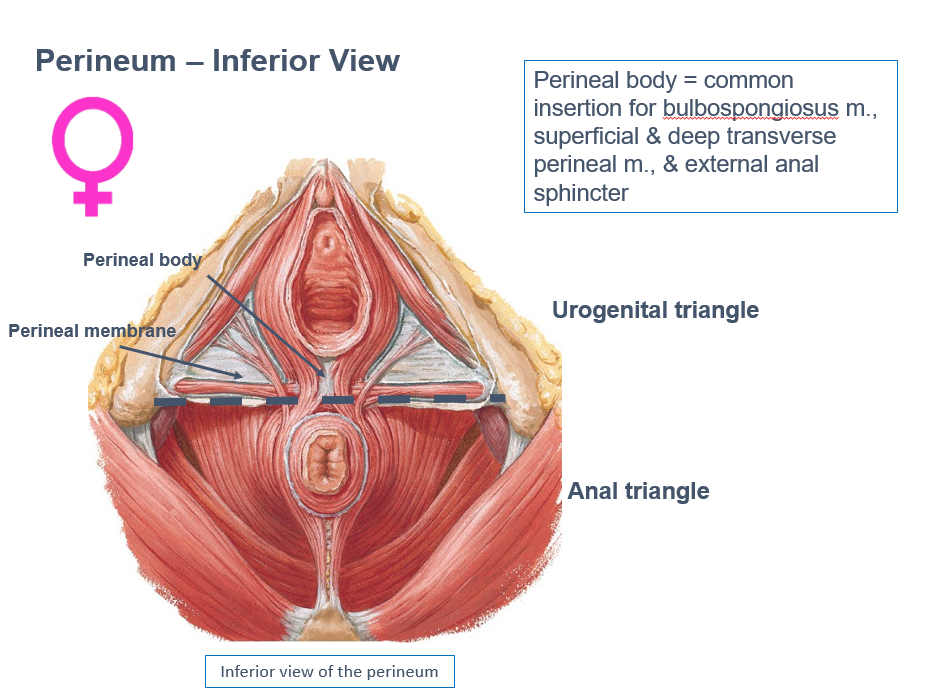 Perineum – Inferior View
Perineal body = common
insertion for bulbospongiosus m.,
superficial & deep transverse
perineal m., & external anal
sphincter
Perineal body
Perineal membrane
Urogenital triangle
Anal triangle
Inferior view of the perineum